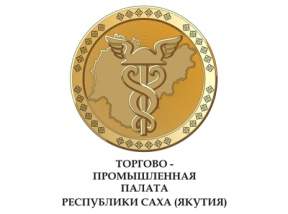 ТОРГОВО -
ПРОМЫШЛЕННАЯ
ПАЛАТА
РЕСПУБЛИКИ САХА (ЯКУТИЯ)